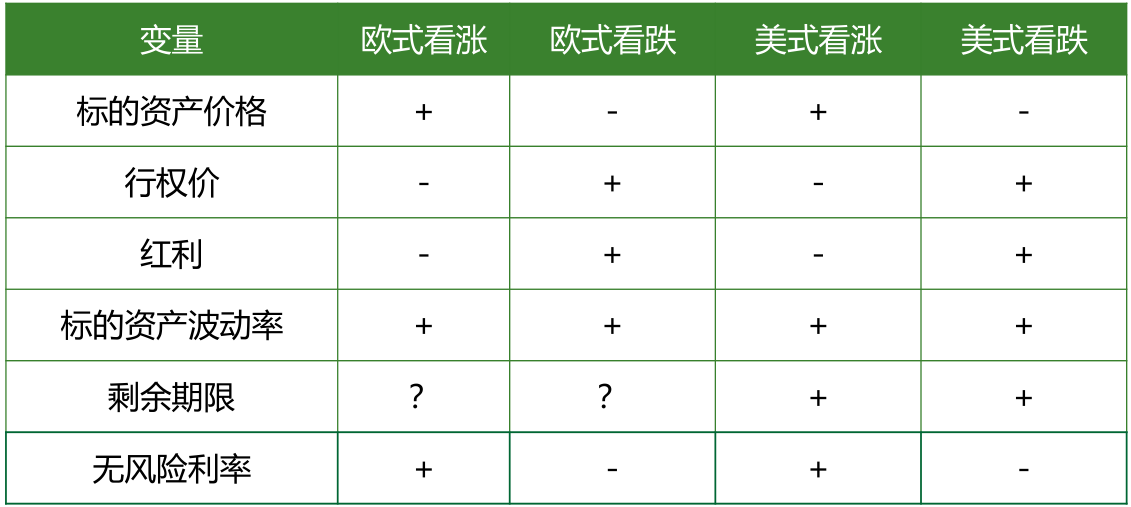 变量 欧式看涨 欧式看跌 美式看涨 美式看跌
标的资产价格 + - + -
行权价 - + - +
红利 - + - +
标的资产波动率 + + + +
剩余期限 ? ? + +
无风险利率 + - + -